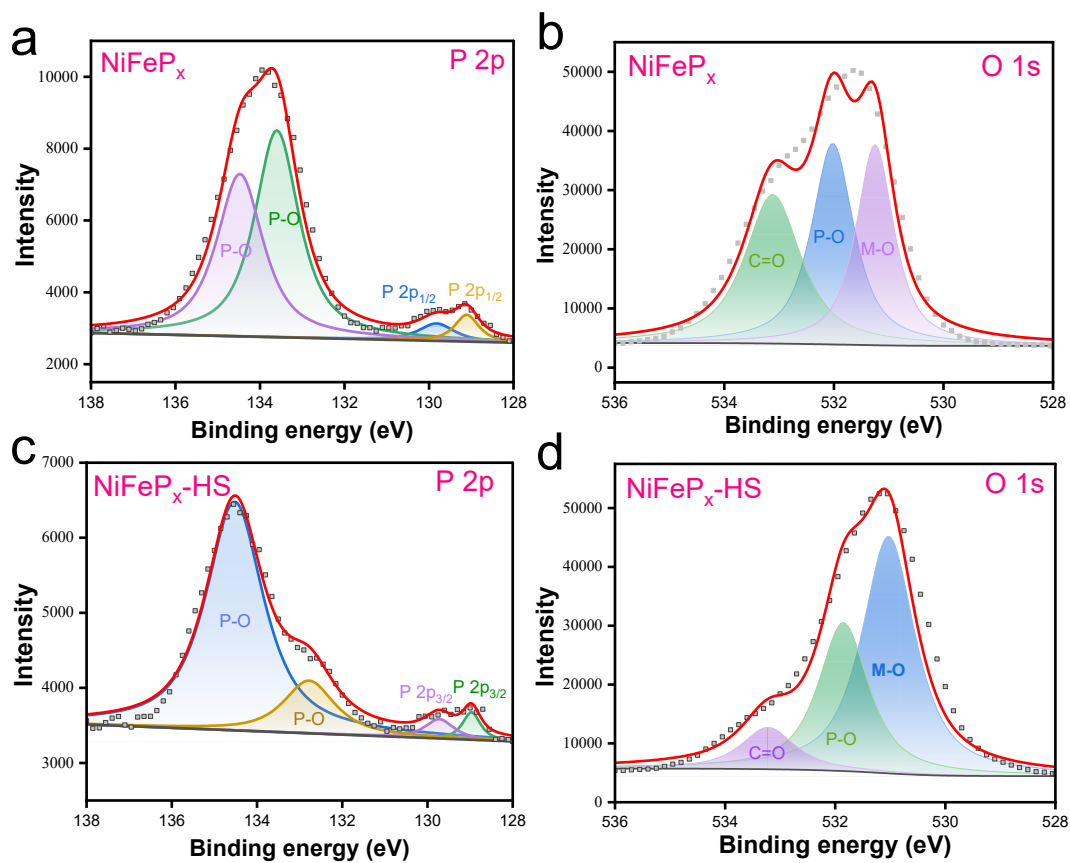 a
NiFePx
P 2p
Intensity
10000
8000
6000
4000
2000
P-O
P-O
P 2p1/2
P 2p1/2
138
136
134
132
130
128
Binding energy (eV)
b
NiFePx
O 1s
Intensity
50000
40000
30000
20000
10000
0
C=O
P-O
M-O
536
534
532
530
528
Binding energy (eV)
c
NiFePx-HS
P 2p
Intensity
7000
6000
5000
4000
3000
P-O
P-O
P 2p3/2
P 2p3/2
138
136
134
132
130
128
Binding energy (eV)
d
NiFePx-HS
O 1s
Intensity
50000
40000
30000
20000
10000
0
C=O
P-O
M-O
536
534
532
530
528
Binding energy (eV)